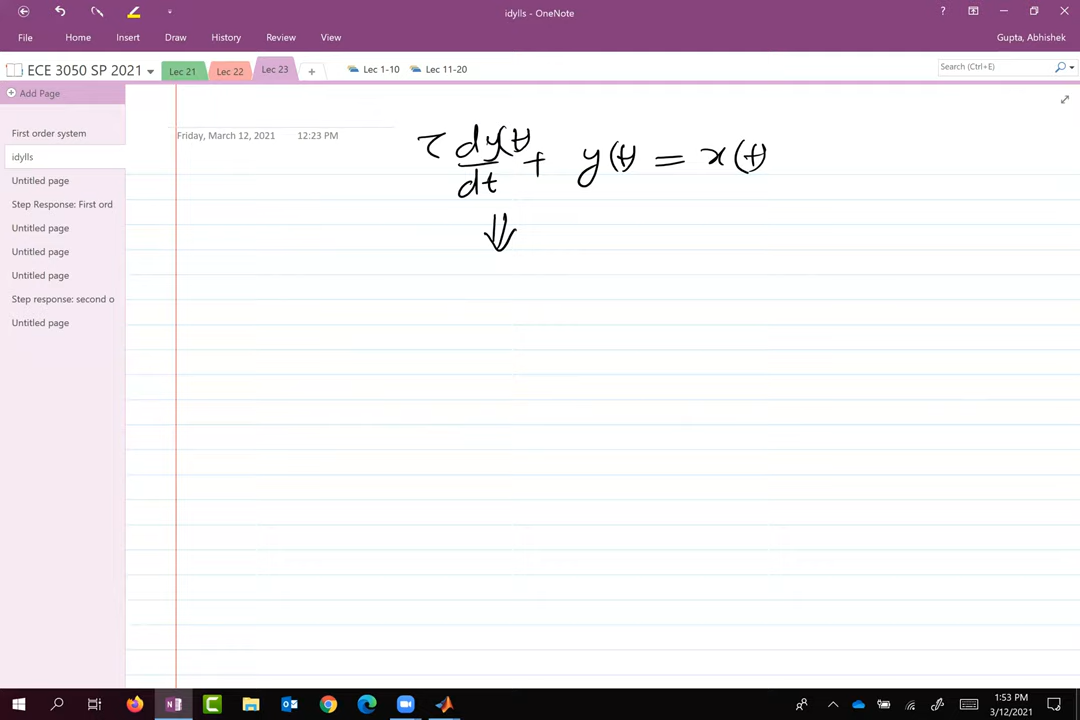 idylls - OneNote
?
File Home Insert Draw History Review View
Gupta, Abhishek
ECE 3050 SP 2021 Lec 21 Lec 22 Lec 23 + Lec 1-10 Lec 11-20
Search (Ctrl+E)
Add Page
First order system
idylls
Untitled page
Step Response: First ord
Untitled page
Untitled page
Untitled page
Step response: second o
Untitled page
Friday, March 12, 2021 12:23 PM
τ dy(t)/dt + y(t) = x(t)
⇓
1:53 PM
3/12/2021